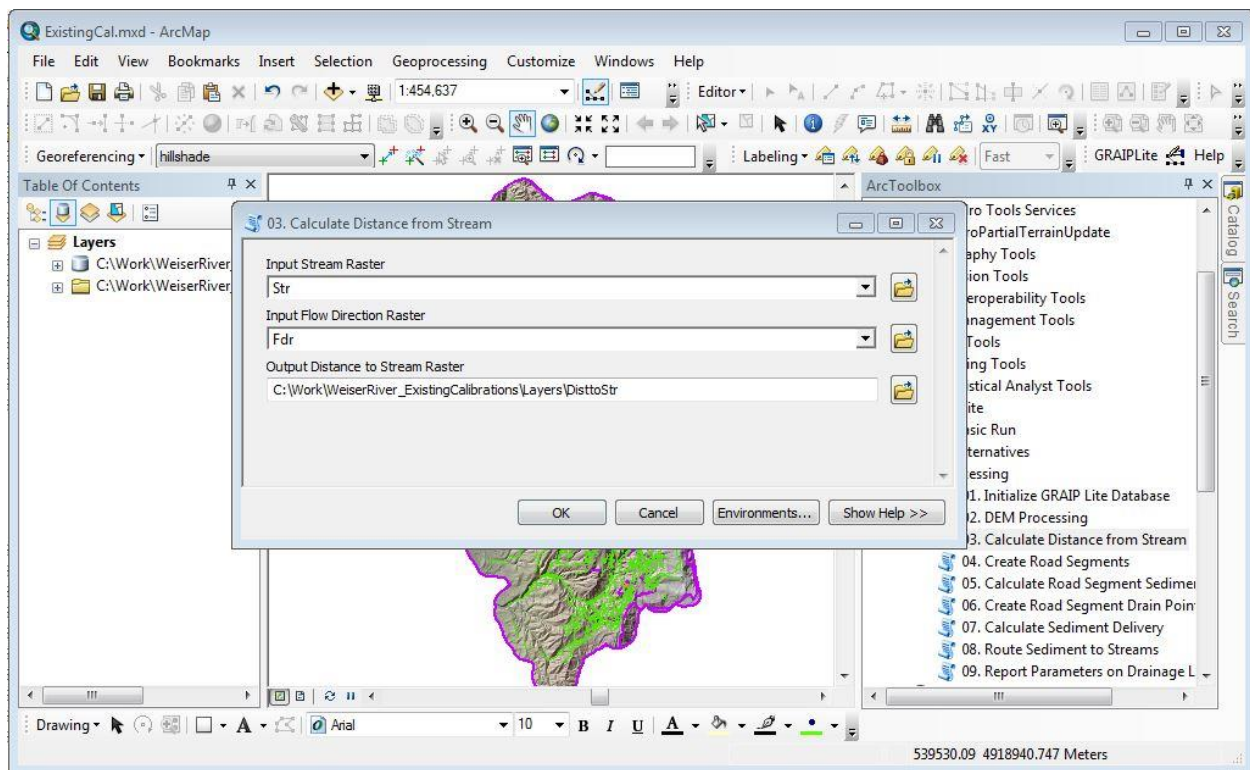 ExistingCal.mxd - ArcMap
File Edit View Bookmarks Insert Selection Geoprocessing Customize Windows Help
1:454,637 Editor
Georeferencing hillshade Labeling Fast GRAIPLite Help
Table Of Contents
Layers
C:\Work\WeiserRiver_
C:\Work\WeiserRiver_
03. Calculate Distance from Stream
Input Stream Raster
Str
Input Flow Direction Raster
Fdr
Output Distance to Stream Raster
C:\Work\WeiserRiver_ExistingCalibrations\Layers\DisttoStr
OK Cancel Environments... Show Help >>
ArcToolbox
ro Tools Services
roPartialTerrainUpdate
aphy Tools
sion Tools
eroperability Tools
nagement Tools
Tools
ing Tools
istical Analyst Tools
ite
sic Run
ternatives
essing
01. Initialize GRAIP Lite Database
02. DEM Processing
03. Calculate Distance from Stream
04. Create Road Segments
05. Calculate Road Segment Sedime
06. Create Road Segment Drain Poin
07. Calculate Sediment Delivery
08. Route Sediment to Streams
09. Report Parameters on Drainage L
Catalog
Search
Drawing A Arial 10 B I U A
539530.09 4918940.747 Meters